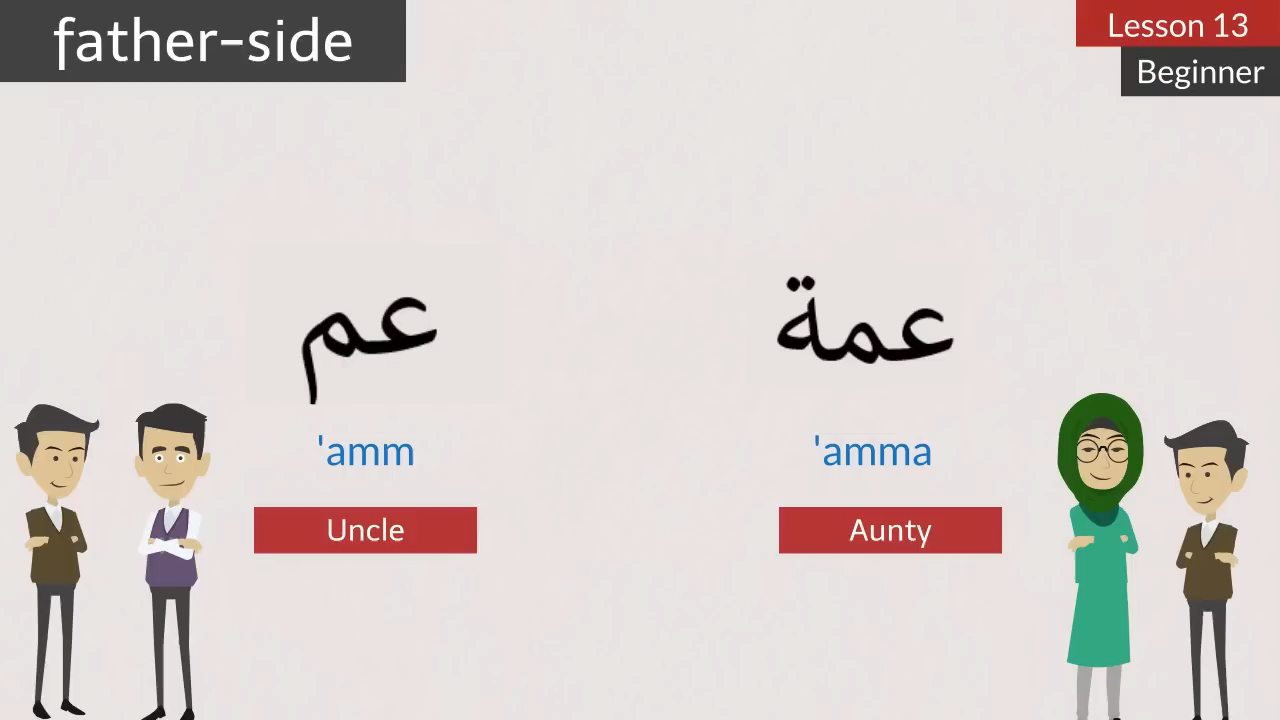 father-side
Lesson 13
Beginner
عم
'amm
Uncle
عمة
'amma
Aunty